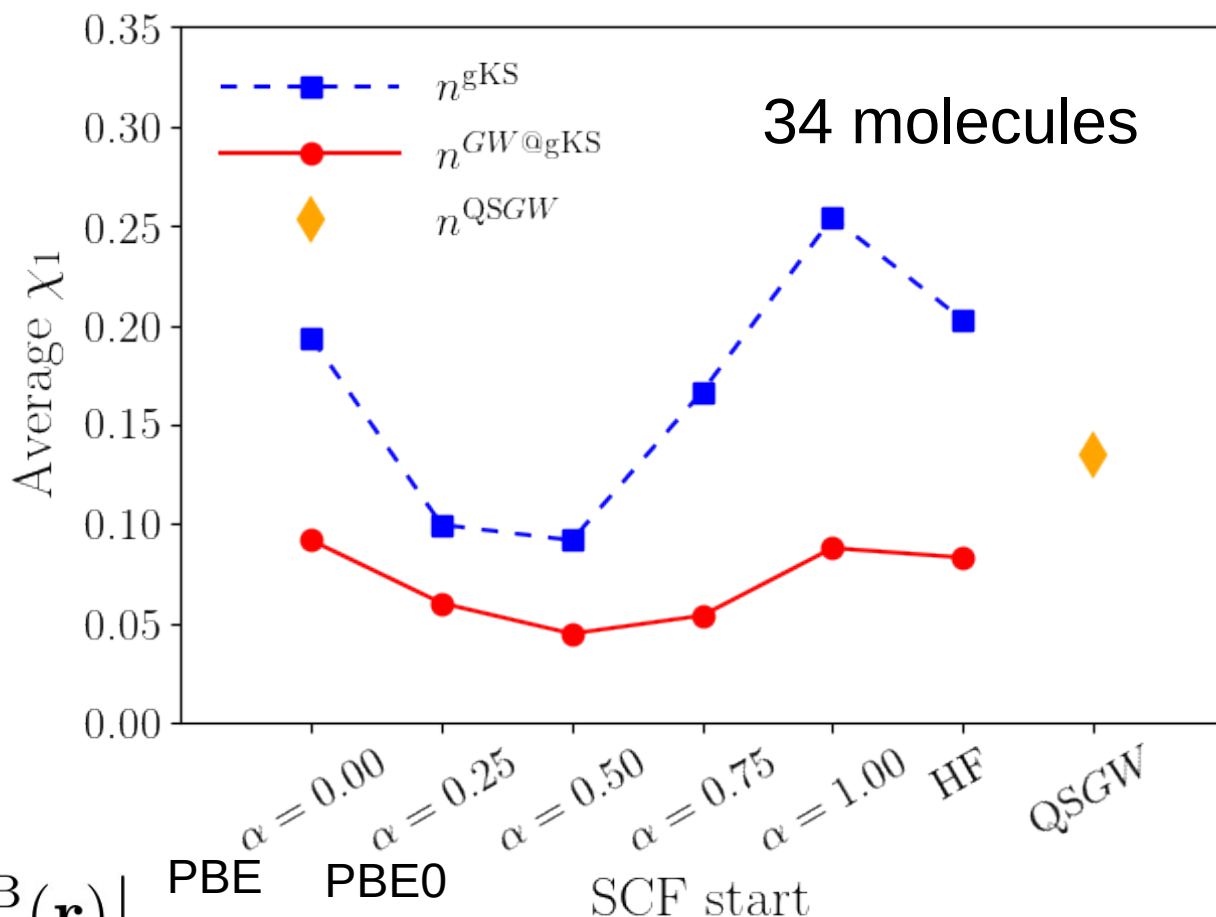 0.35
0.30
0.25
0.20
0.15
0.10
0.05
0.00
Average χ₁
n^gKS
n^GW@gKS
n^QSGW
34 molecules
α = 0.00
α = 0.25
α = 0.50
α = 0.75
α = 1.00
HF
QSGW
PBE
PBE0
SCF start
B(r)|